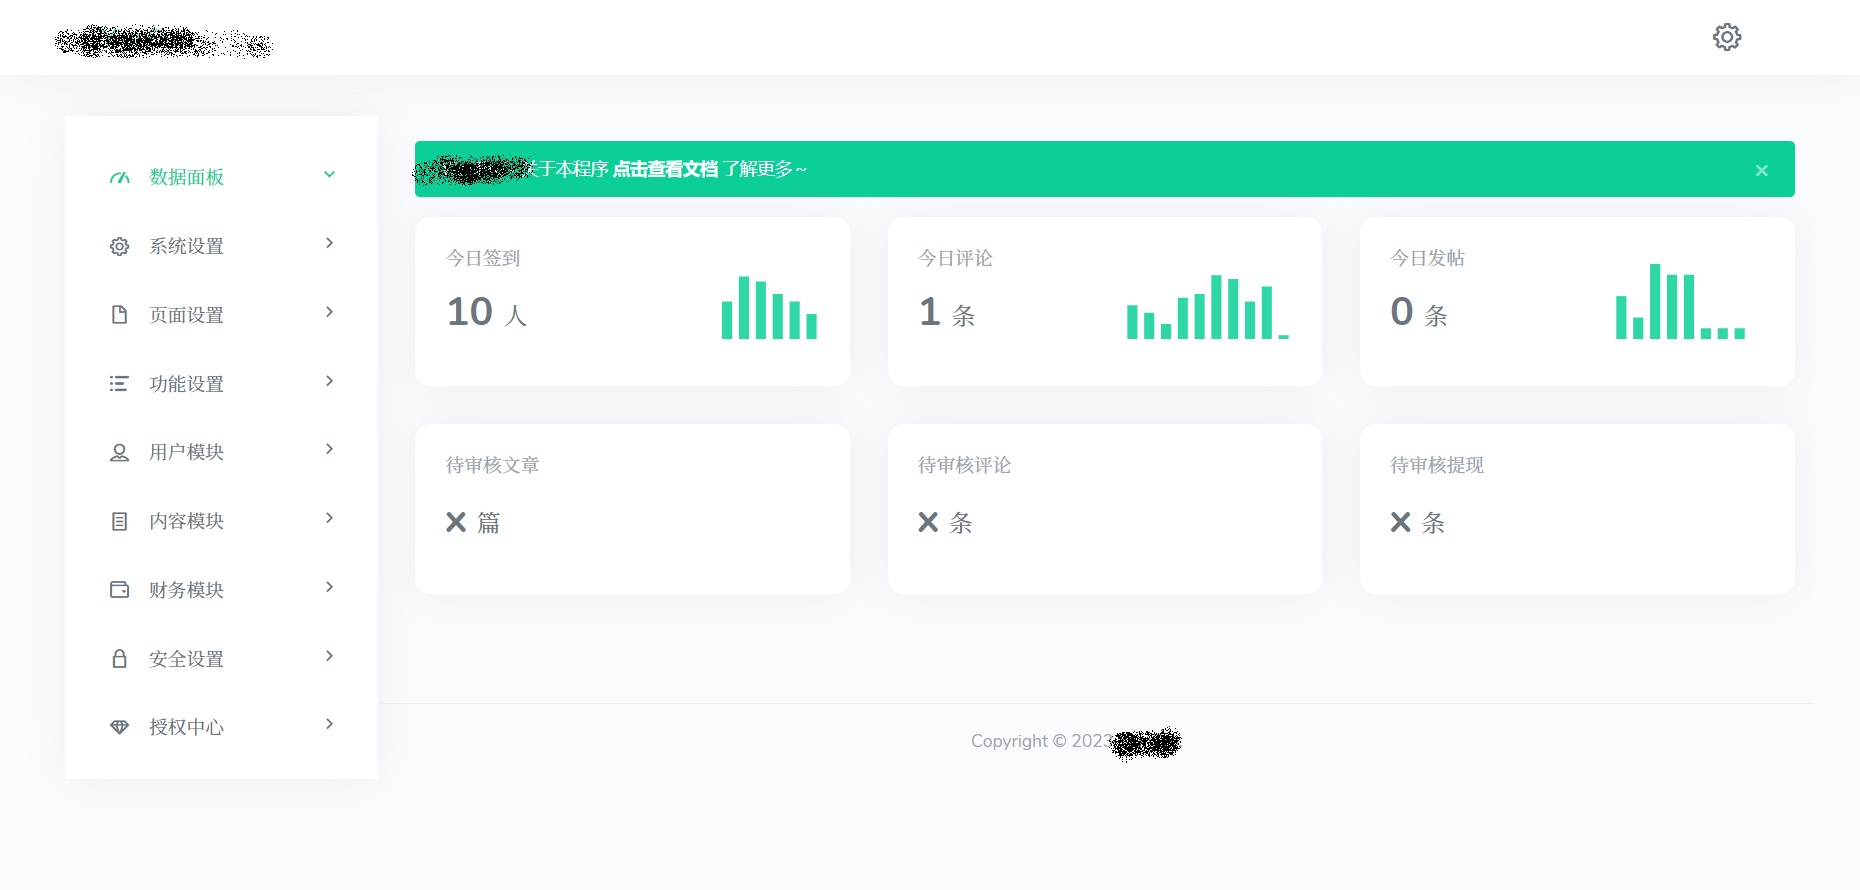 数据面板
系统设置
页面设置
功能设置
用户模块
内容模块
财务模块
安全设置
授权中心
关于本程序 点击查看文档 了解更多~
今日签到
10 人
今日评论
1 条
今日发帖
0 条
待审核文章
× 篇
待审核评论
× 条
待审核提现
× 条
Copyright © 2023